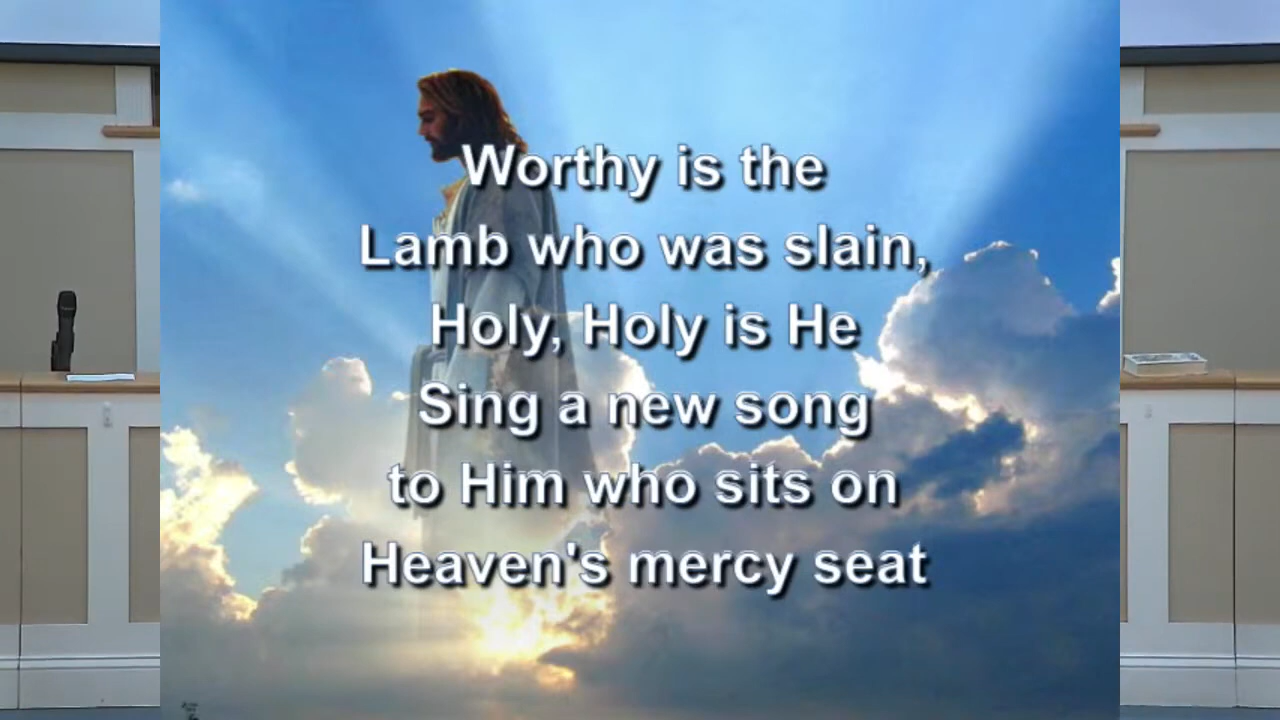 Worthy is the
Lamb who was slain,
Holy, Holy is He
Sing a new song
to Him who sits on
Heaven's mercy seat